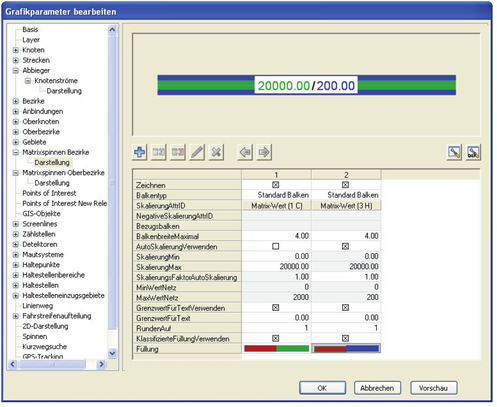 Grafikparameter bearbeiten
Basis
Layer
Knoten
Strecken
Abbieger
Knotenströme
Darstellung
Bezirke
Anbindungen
Oberknoten
Oberbezirke
Gebiete
Matrixspinnen Bezirke
Darstellung
Matrixspinnen Oberbezirke
Darstellung
Points of Interest
Points of Interest New Rele
GIS-Objekte
Screenlines
Zählstellen
Detektoren
Mautsysteme
Haltepunkte
Haltestellenbereiche
Haltestellen
Haltestelleneinzugsgebiete
Linienweg
Fahrstreifenaufteilung
2D-Darstellung
Spinnen
Kurzwegsuche
GPS-Tracking
20000.00/200.00
1 2
Zeichnen
Balkentyp Standard Balken Standard Balken
SkalierungAttrID Matrix-Wert (1 C) Matrix-Wert (3 H)
NegativeSkalierungAttrID
Bezugsbalken
BalkenbreiteMaximal 4.00 4.00
AutoSkalierungVerwenden
SkalierungMin 0.00 0.00
SkalierungMax 20000.00 20000.00
SkalierungsFaktorAutoSkalierung 1.00 1.00
MinWertNetz 0 0
MaxWertNetz 2000 200
GrenzwertFürTextVerwenden
GrenzwertFürText 0.00 0.00
RundenAuf 1 1
KlassifizierteFüllungVerwenden
Füllung
OK Abbrechen Vorschau